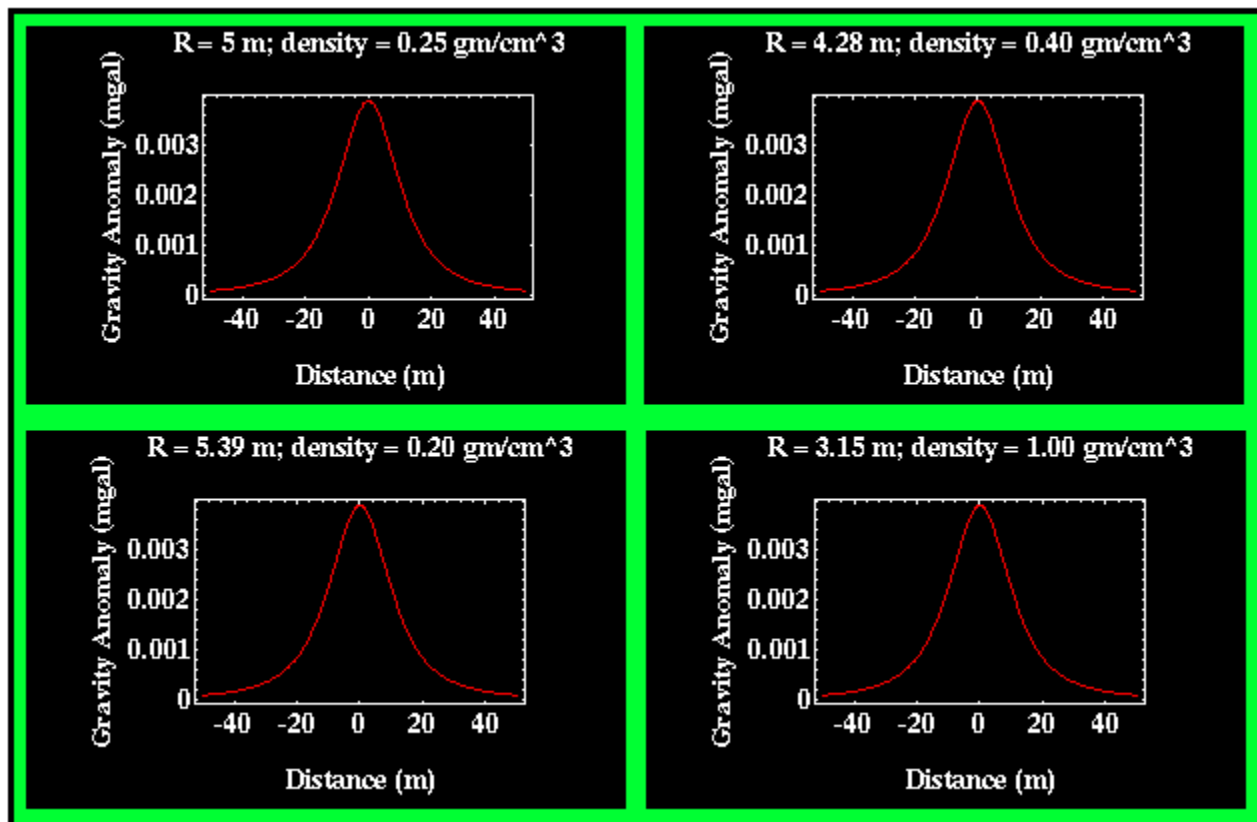 R = 5 m; density = 0.25 gm/cm^3
Gravity Anomaly (mgal)
0.003
0.002
0.001
0
-40 -20 0 20 40
Distance (m)
R = 4.28 m; density = 0.40 gm/cm^3
Gravity Anomaly (mgal)
0.003
0.002
0.001
0
-40 -20 0 20 40
Distance (m)
R = 5.39 m; density = 0.20 gm/cm^3
Gravity Anomaly (mgal)
0.003
0.002
0.001
0
-40 -20 0 20 40
Distance (m)
R = 3.15 m; density = 1.00 gm/cm^3
Gravity Anomaly (mgal)
0.003
0.002
0.001
0
-40 -20 0 20 40
Distance (m)